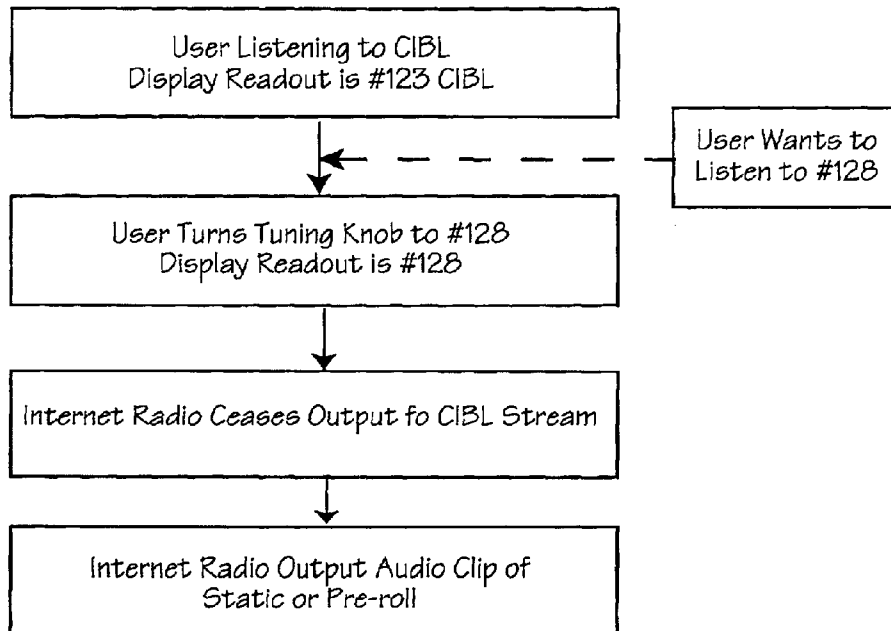 User Listening to CIBL
Display Readout is #123 CIBL
User Wants to
Listen to #128
User Turns Tuning Knob to #128
Display Readout is #128
Internet Radio Ceases Output fo CIBL Stream
Internet Radio Output Audio Clip of
Static or Pre-roll